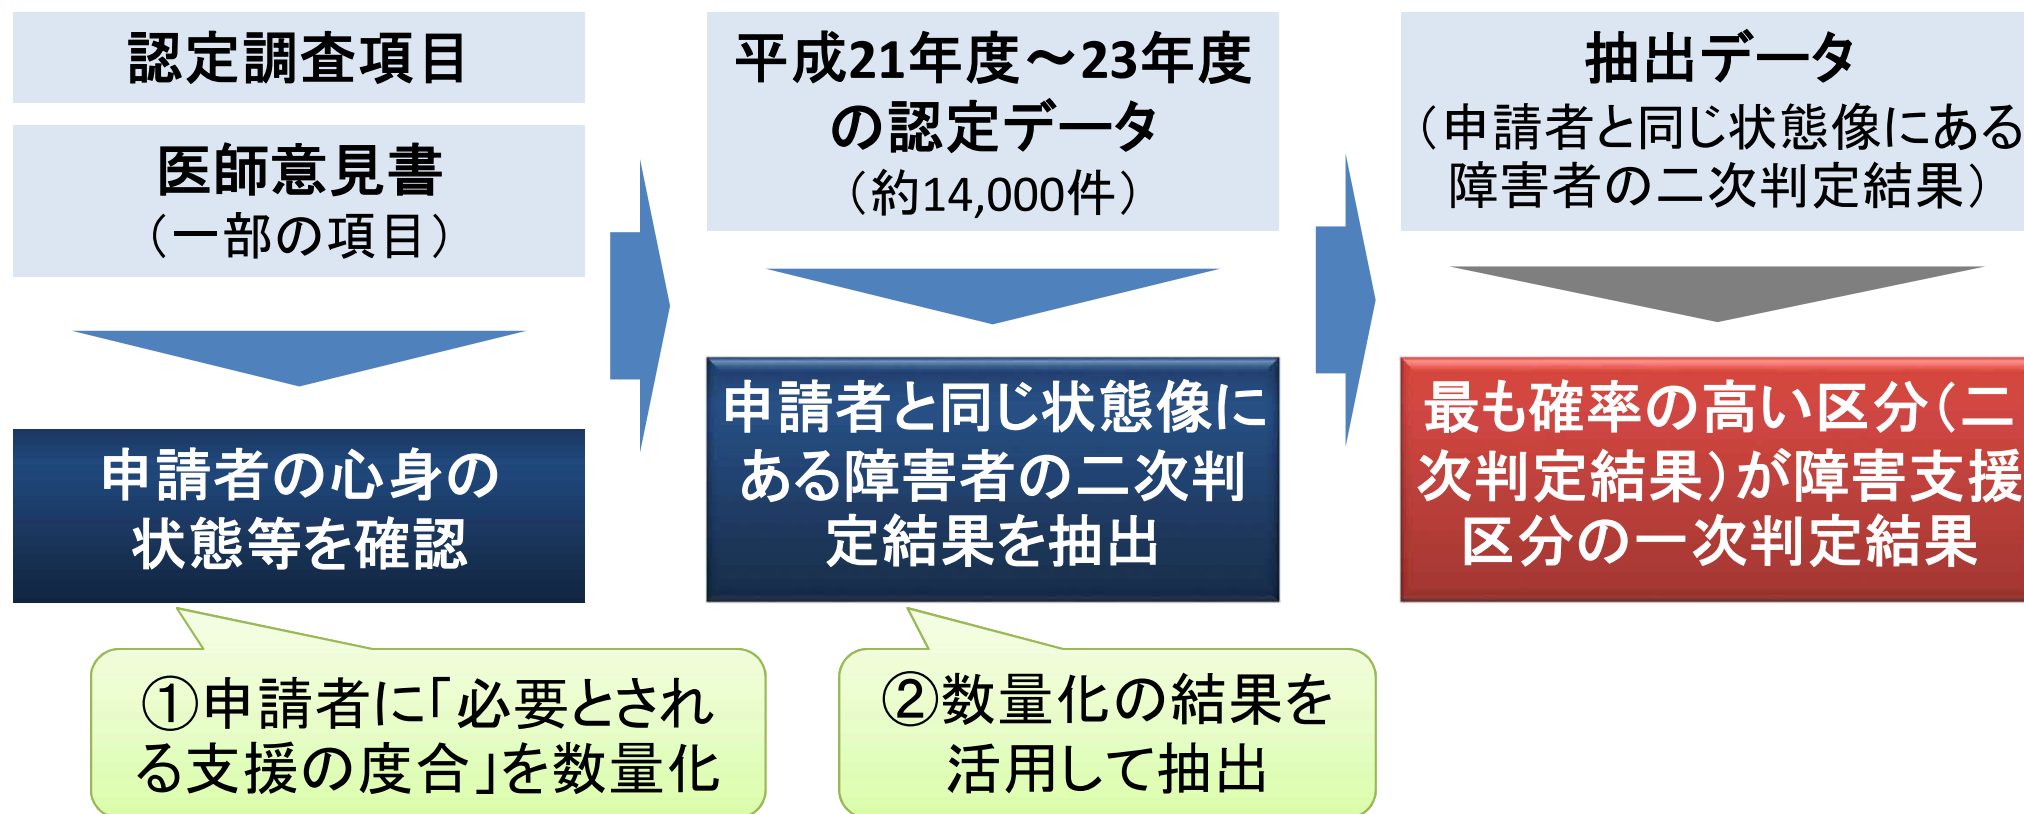 認定調査項目
医師意見書
（一部の項目）
申請者の心身の
状態等を確認
①申請者に「必要とされ
る支援の度合」を数量化
平成21年度～23年度
の認定データ
（約14,000件）
申請者と同じ状態像に
ある障害者の二次判
定結果を抽出
②数量化の結果を
活用して抽出
抽出データ
（申請者と同じ状態像にある
障害者の二次判定結果）
最も確率の高い区分（二
次判定結果）が障害支援
区分の一次判定結果